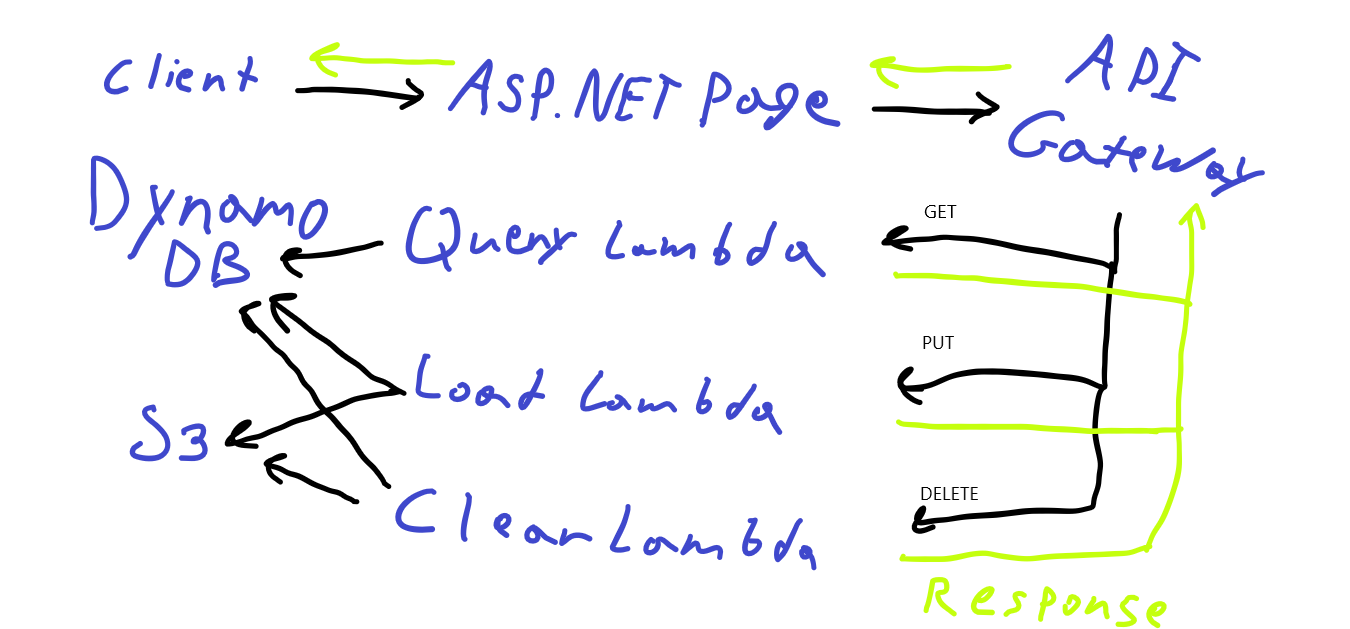 Client
ASP.NET Page
API
Gateway
Dynamo
DB
Query Lambda
GET
Load Lambda
PUT
S3
Clear Lambda
DELETE
Response